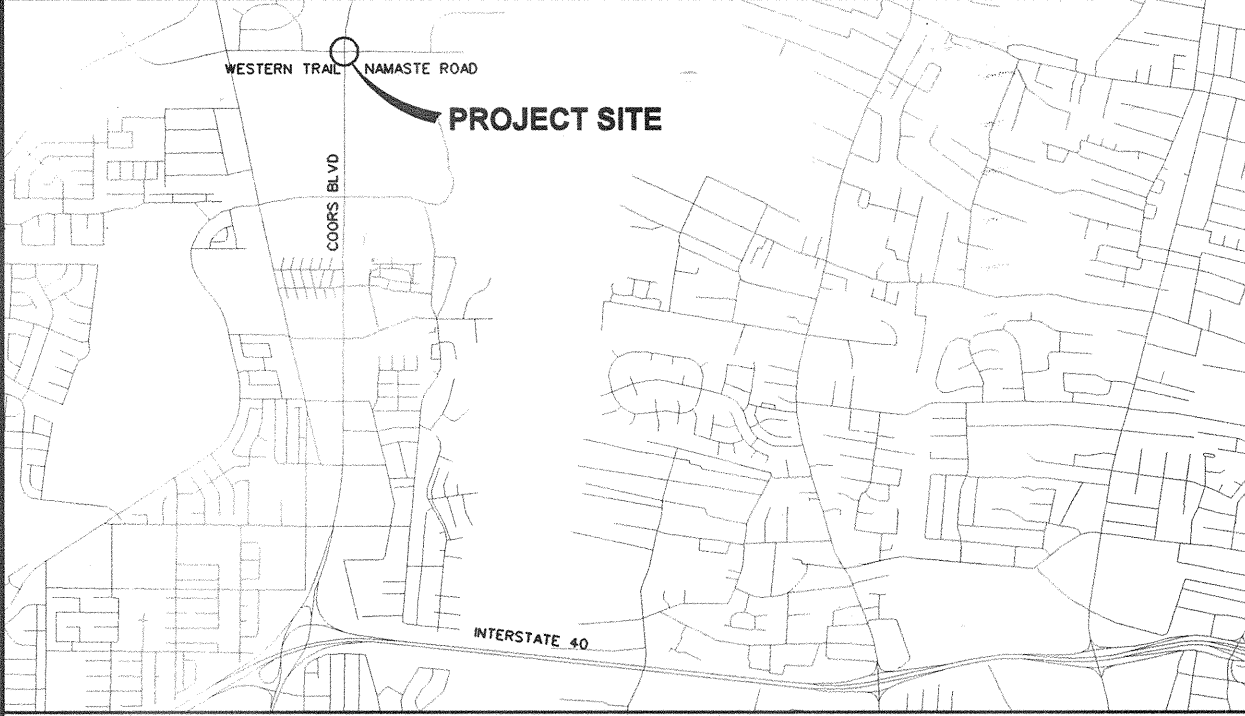 WESTERN TRAIL NAMASTE ROAD
PROJECT SITE
COORS BLVD
INTERSTATE 40